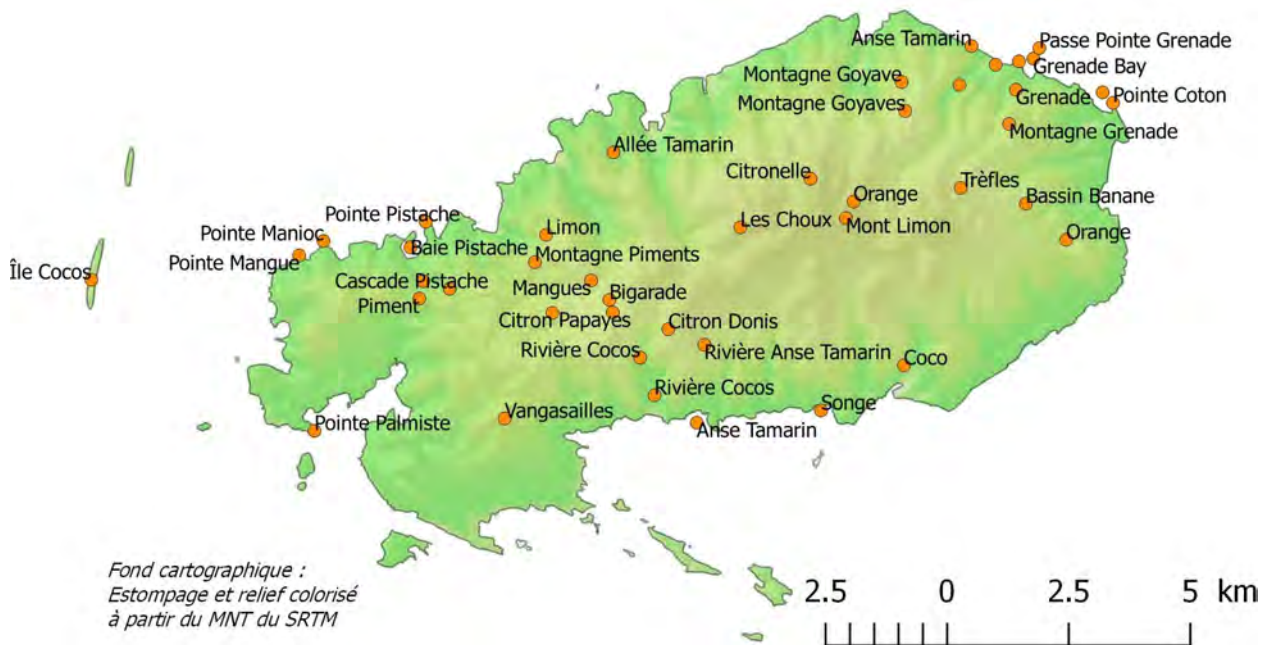 Anse Tamarin
Passe Pointe Grenade
Grenade Bay
Montagne Goyave
Grenade
Pointe Coton
Montagne Goyaves
Montagne Grenade
Allée Tamarin
Citronelle
Trèfles
Orange
Bassin Banane
Pointe Pistache
Les Choux
Mont Limon
Limon
Orange
Pointe Manioc
Baie Pistache
Pointe Mangue
Montagne Piments
Île Cocos
Cascade Pistache
Mangues
Bigarade
Piment
Citron Papayes
Citron Donis
Rivière Cocos
Rivière Anse Tamarin
Coco
Rivière Cocos
Songe
Vangasailles
Pointe Palmiste
Anse Tamarin
Fond cartographique :
Estompage et relief colorisé
à partir du MNT du SRTM
2.5 0 2.5 5 km